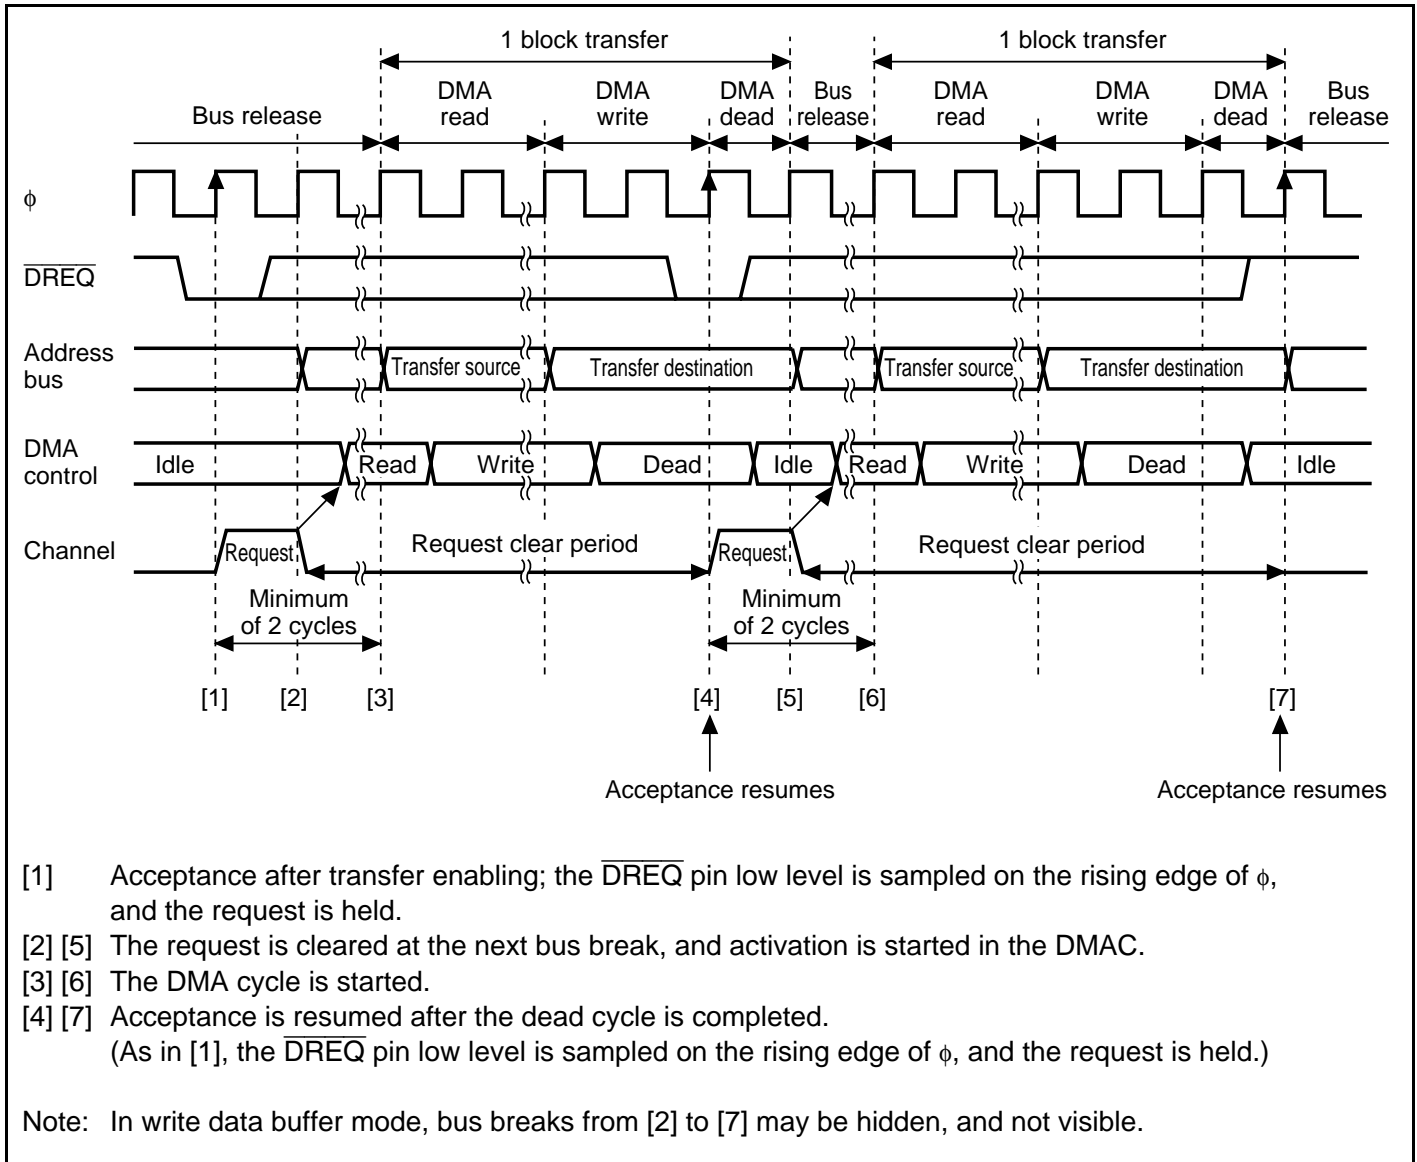 1 block transfer 1 block transfer
Bus release DMA read DMA write DMA dead Bus release DMA read DMA write DMA dead Bus release
φ
DREQ
Address bus Transfer source Transfer destination Transfer source Transfer destination
DMA control Idle Read Write Dead Idle Read Write Dead Idle
Channel Request Request clear period Request Request clear period
Minimum of 2 cycles Minimum of 2 cycles
[1] [2] [3] [4] [5] [6] [7]
Acceptance resumes Acceptance resumes
[1] Acceptance after transfer enabling; the DREQ pin low level is sampled on the rising edge of φ,
and the request is held.
[2] [5] The request is cleared at the next bus break, and activation is started in the DMAC.
[3] [6] The DMA cycle is started.
[4] [7] Acceptance is resumed after the dead cycle is completed.
(As in [1], the DREQ pin low level is sampled on the rising edge of φ, and the request is held.)
Note: In write data buffer mode, bus breaks from [2] to [7] may be hidden, and not visible.